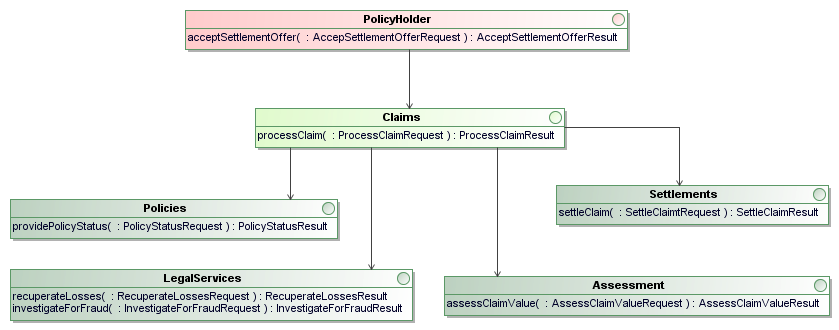 PolicyHolder
acceptSettlementOffer( : AccepSettlementOfferRequest ) : AcceptSettlementOfferResult
Claims
processClaim( : ProcessClaimRequest ) : ProcessClaimResult
Policies
providePolicyStatus( : PolicyStatusRequest ) : PolicyStatusResult
Settlements
settleClaim( : SettleClaimtRequest ) : SettleClaimResult
LegalServices
recuperateLosses( : RecuperateLossesRequest ) : RecuperateLossesResult
investigateForFraud( : InvestigateForFraudRequest ) : InvestigateForFraudResult
Assessment
assessClaimValue( : AssessClaimValueRequest ) : AssessClaimValueResult